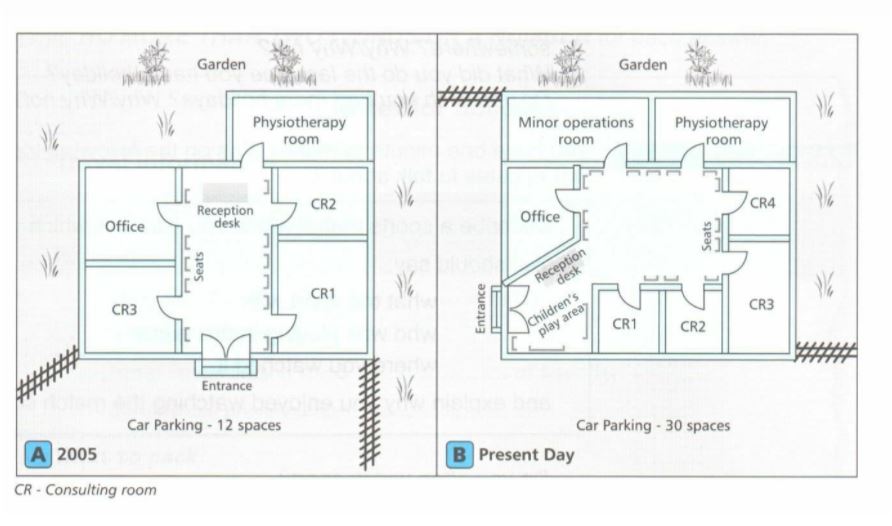 Garden
Physiotherapy
room
Office
Reception
desk
CR2
Seats
CR3
CR1
Entrance
Car Parking - 12 spaces
A 2005
Garden
Minor operations
room
Physiotherapy
room
Office
CR4
Seats
Reception
desk
Entrance
Children's
play area
CR1
CR2
CR3
Car Parking - 30 spaces
B Present Day
CR - Consulting room